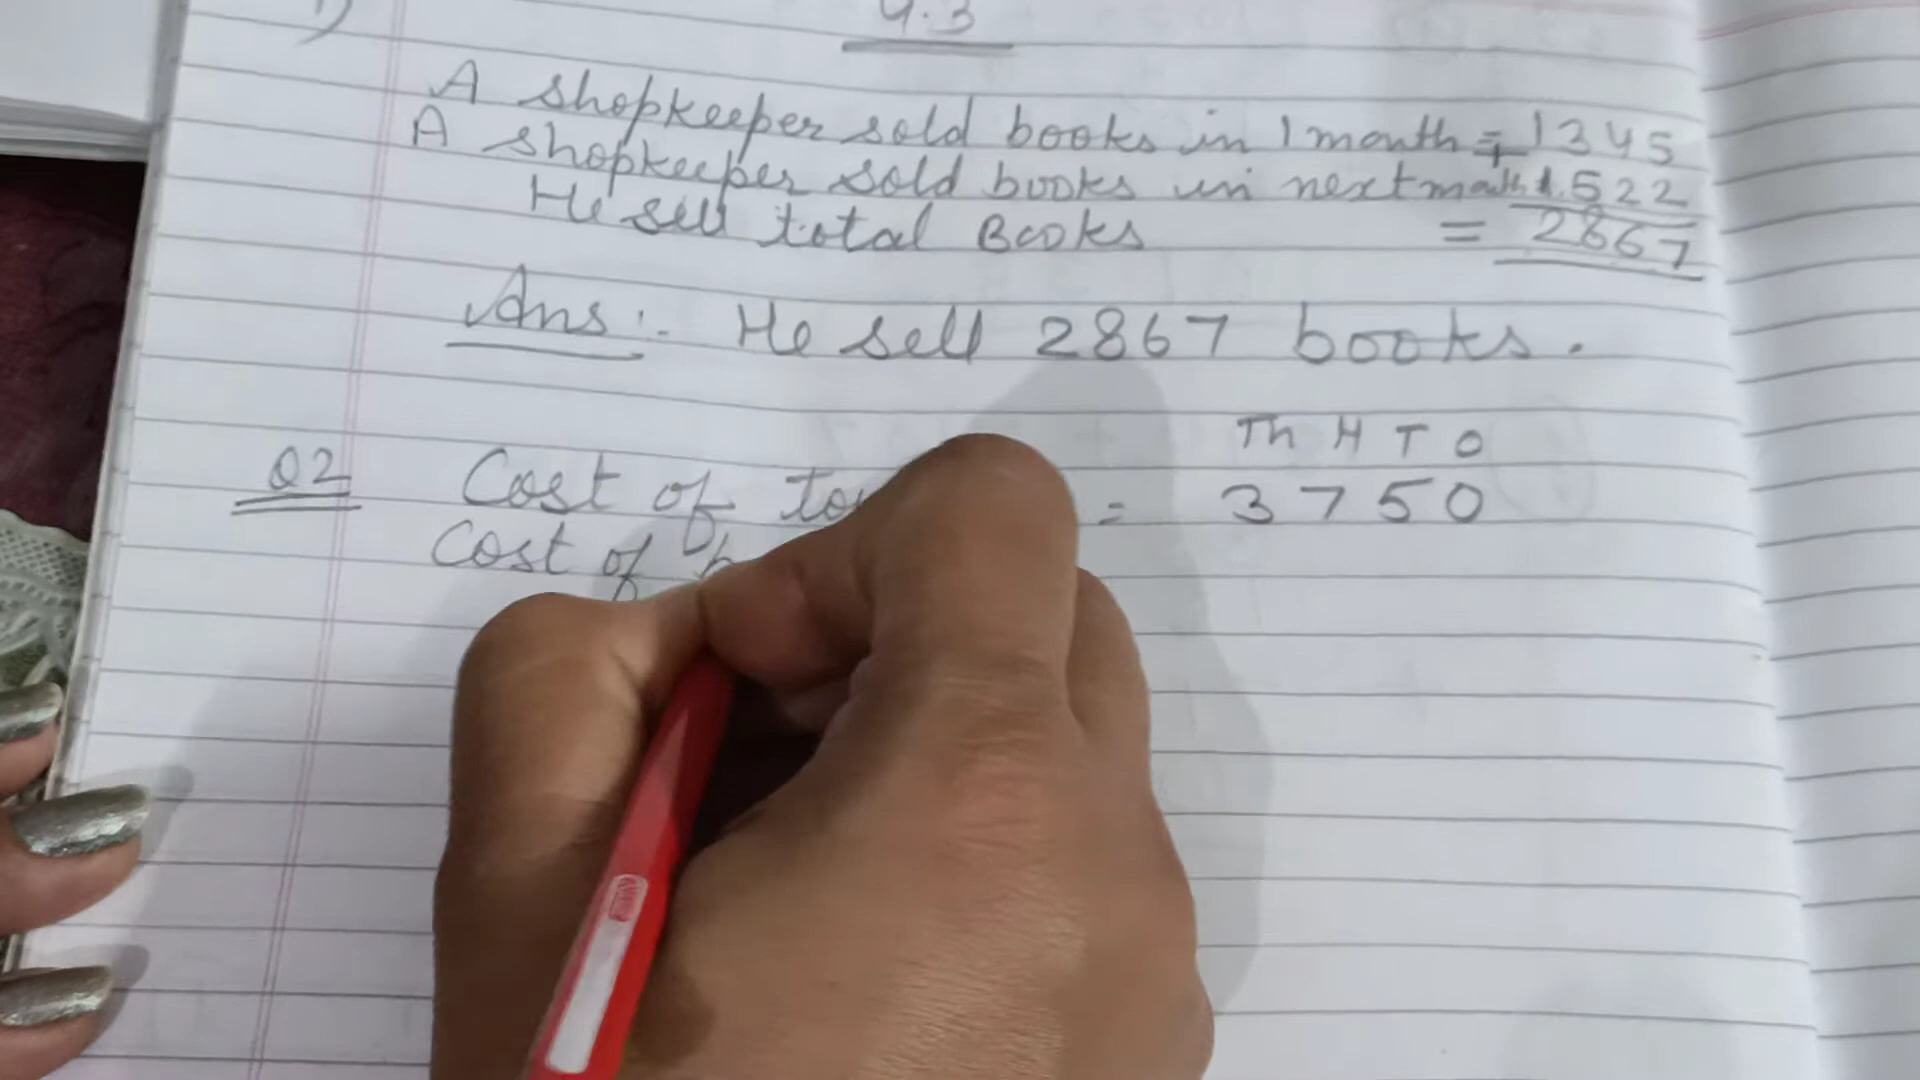 1) 4.3
A shopkeeper sold books in 1 month = 1345
A shopkeeper sold books in next month + 1522
He sell total Books = 2867
Ans :- He sell 2867 books.
Th H T O
Q2 Cost of = 3750
Cost of